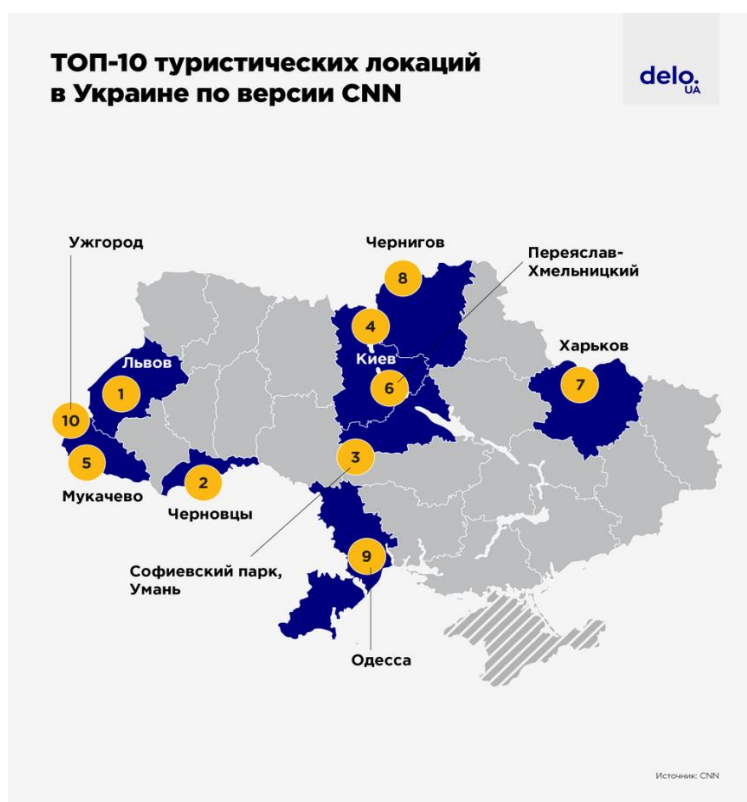 ТОП-10 туристических локаций
в Украине по версии CNN
delo.
UA
Ужгород
Чернигов
Переяслав-
Хмельницкий
8
4
Харьков
Львов
Киев
7
1
6
10
3
5
2
Мукачево
Черновцы
9
Софиевский парк,
Умань
Одесса
Источник: CNN